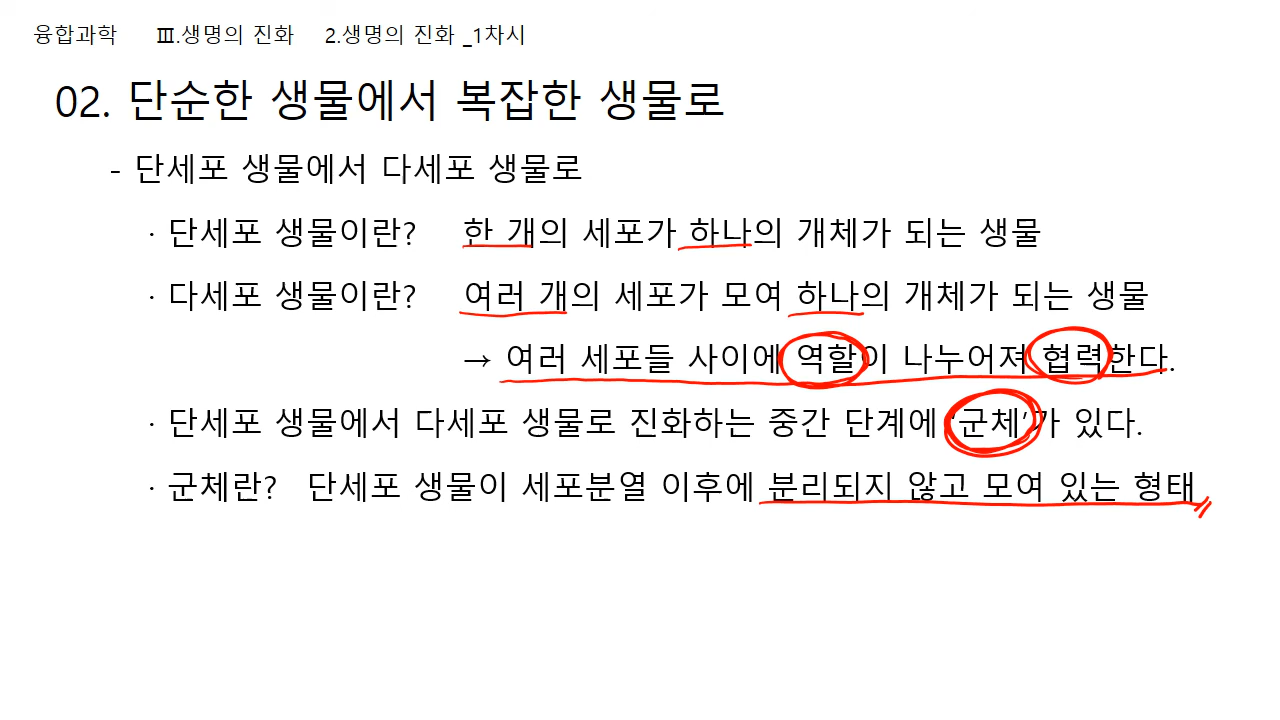 융합과학 Ⅲ.생명의 진화 2.생명의 진화 _1차시
02. 단순한 생물에서 복잡한 생물로
- 단세포 생물에서 다세포 생물로
· 단세포 생물이란? 한 개의 세포가 하나의 개체가 되는 생물
· 다세포 생물이란? 여러 개의 세포가 모여 하나의 개체가 되는 생물
→ 여러 세포들 사이에 역할이 나누어져 협력한다.
· 단세포 생물에서 다세포 생물로 진화하는 중간 단계에 ‘군체’가 있다.
· 군체란? 단세포 생물이 세포분열 이후에 분리되지 않고 모여 있는 형태